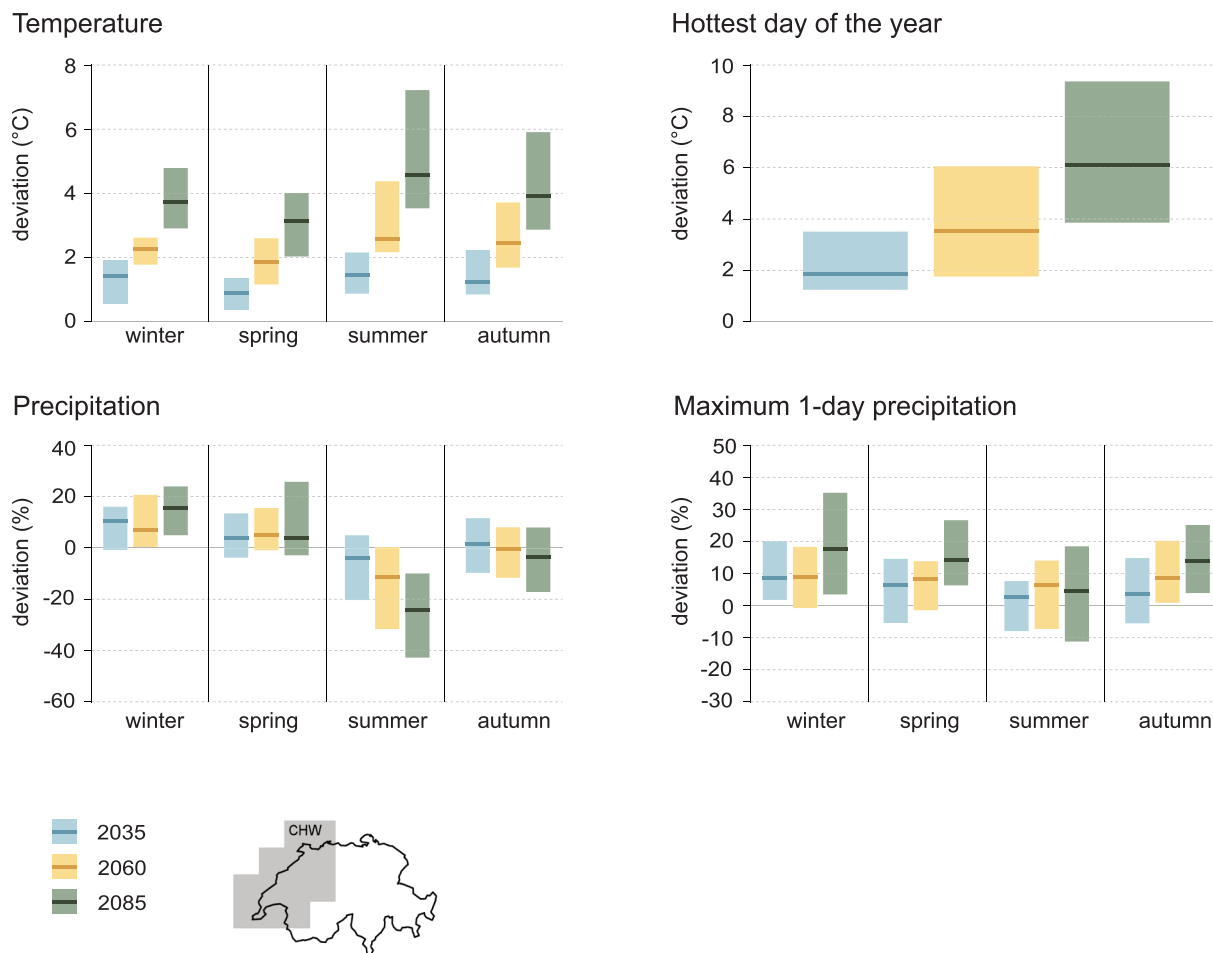 Temperature
deviation (°C)
8
6
4
2
0
winter spring summer autumn
Hottest day of the year
deviation (°C)
10
8
6
4
2
0
Precipitation
deviation (%)
40
20
0
-20
-40
-60
winter spring summer autumn
Maximum 1-day precipitation
deviation (%)
50
40
30
20
10
0
-10
-20
-30
winter spring summer autumn
2035
2060
2085
CHW